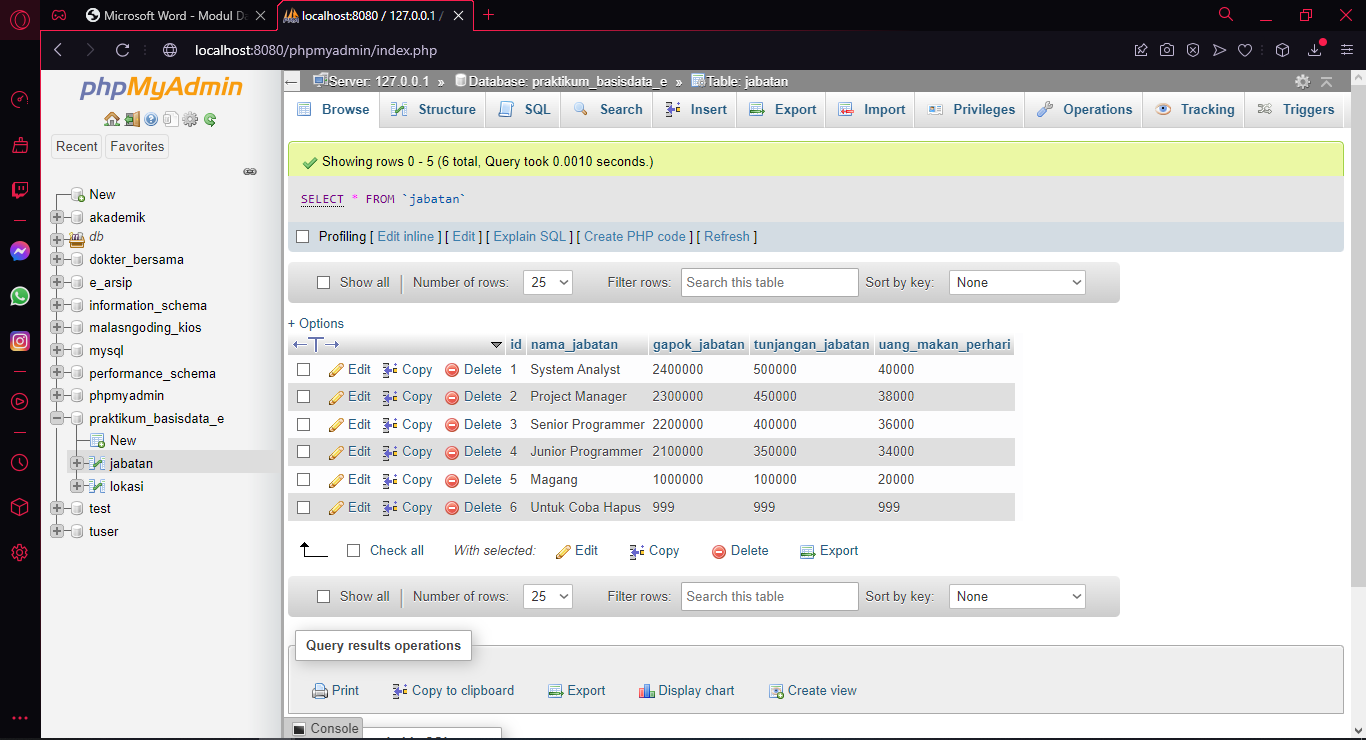 Microsoft Word - Modul Da
localhost:8080 / 127.0.0.1 /
localhost:8080/phpmyadmin/index.php
phpMyAdmin
Recent Favorites
New
akademik
db
dokter_bersama
e_arsip
information_schema
malasngoding_kios
mysql
performance_schema
phpmyadmin
praktikum_basisdata_e
New
jabatan
lokasi
test
tuser
Server: 127.0.0.1 » Database: praktikum_basisdata_e » Table: jabatan
Browse Structure SQL Search Insert Export Import Privileges Operations Tracking Triggers
Showing rows 0 - 5 (6 total, Query took 0.0010 seconds.)
SELECT * FROM `jabatan`
Profiling [ Edit inline ] [ Edit ] [ Explain SQL ] [ Create PHP code ] [ Refresh ]
Show all Number of rows: 25 Filter rows: Search this table Sort by key: None
+ Options
id nama_jabatan gapok_jabatan tunjangan_jabatan uang_makan_perhari
Edit Copy Delete 1 System Analyst 2400000 500000 40000
Edit Copy Delete 2 Project Manager 2300000 450000 38000
Edit Copy Delete 3 Senior Programmer 2200000 400000 36000
Edit Copy Delete 4 Junior Programmer 2100000 350000 34000
Edit Copy Delete 5 Magang 1000000 100000 20000
Edit Copy Delete 6 Untuk Coba Hapus 999 999 999
Check all With selected: Edit Copy Delete Export
Show all Number of rows: 25 Filter rows: Search this table Sort by key: None
Query results operations
Print Copy to clipboard Export Display chart Create view
Console